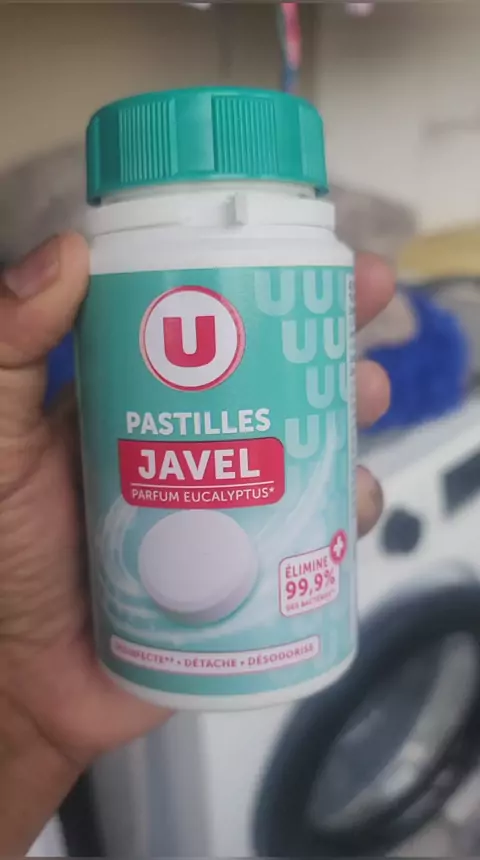 U
PASTILLES
JAVEL
PARFUM EUCALYPTUS*
ÉLIMINE
99,9%
DES BACTÉRIES
DÉSINFECTE** • DÉTACHE • DÉSODORISE